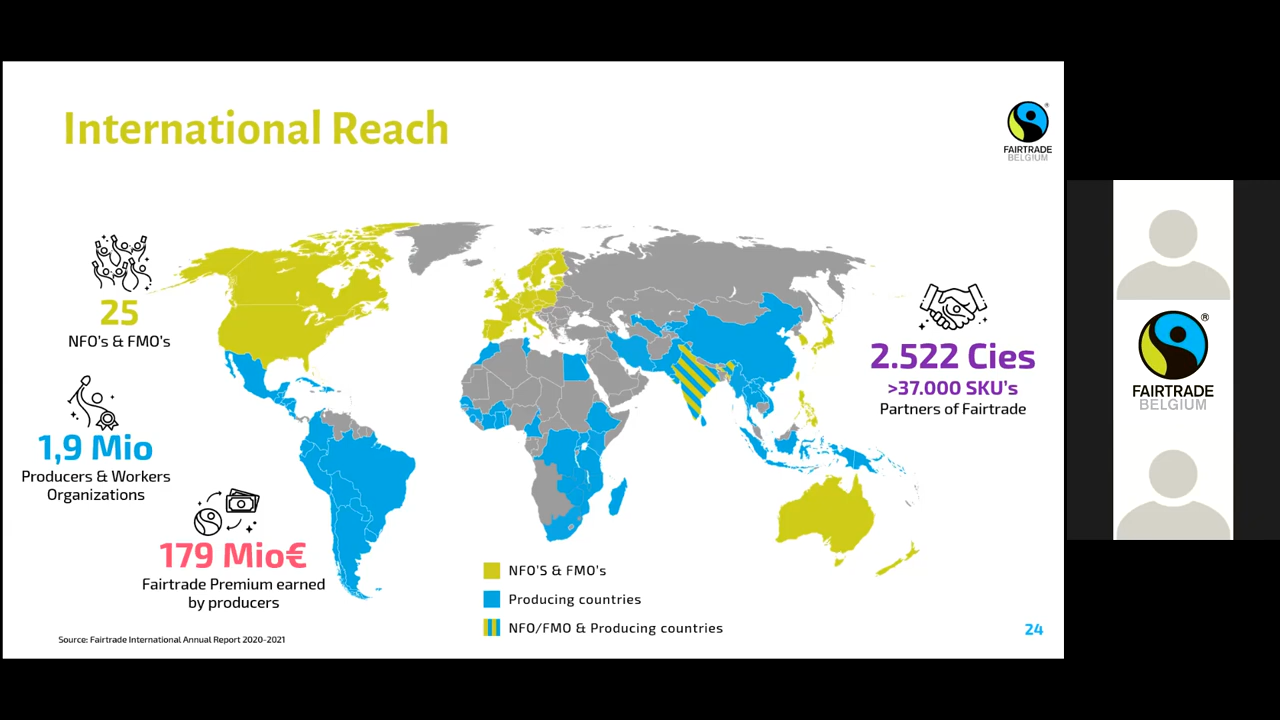 International Reach
®
FAIRTRADE
BELGIUM
25
NFO's & FMO's
1,9 Mio
Producers & Workers
Organizations
179 Mio€
Fairtrade Premium earned
by producers
2.522 Cies
>37.000 SKU's
Partners of Fairtrade
NFO'S & FMO's
Producing countries
NFO/FMO & Producing countries
Source: Fairtrade International Annual Report 2020-2021
24
®
FAIRTRADE
BELGIUM